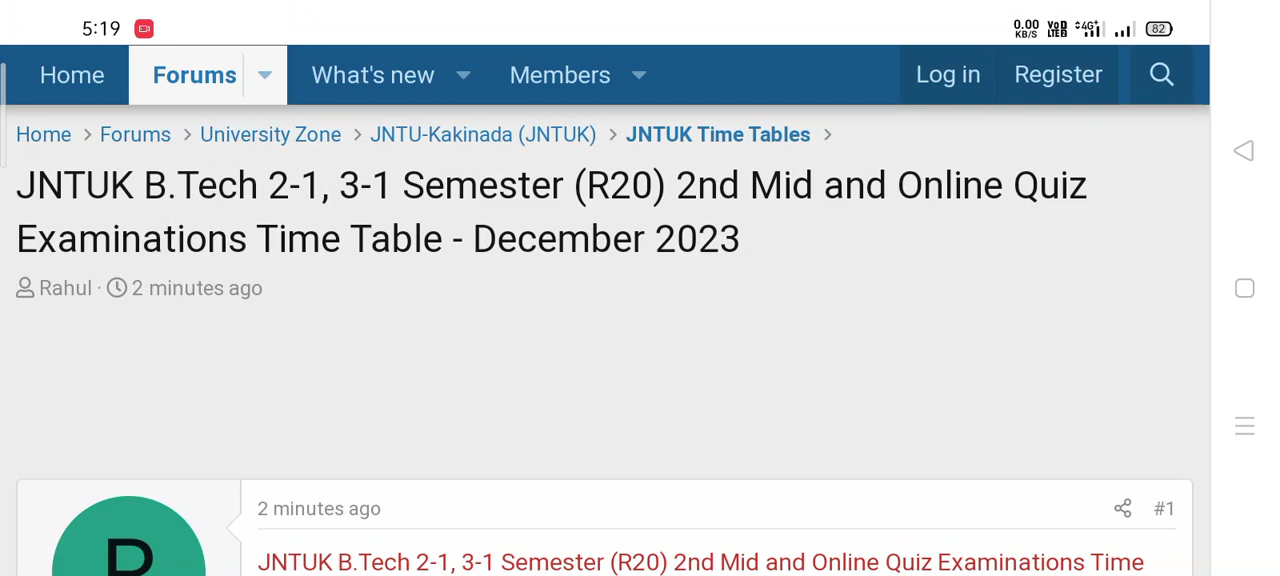 5:19 0.00 KB/S VoD LTE 4G+ 82
Home Forums What's new Members Log in Register
Home > Forums > University Zone > JNTU-Kakinada (JNTUK) > JNTUK Time Tables >
JNTUK B.Tech 2-1, 3-1 Semester (R20) 2nd Mid and Online Quiz
Examinations Time Table - December 2023
Rahul · 2 minutes ago
2 minutes ago #1
R
JNTUK B.Tech 2-1, 3-1 Semester (R20) 2nd Mid and Online Quiz Examinations Time